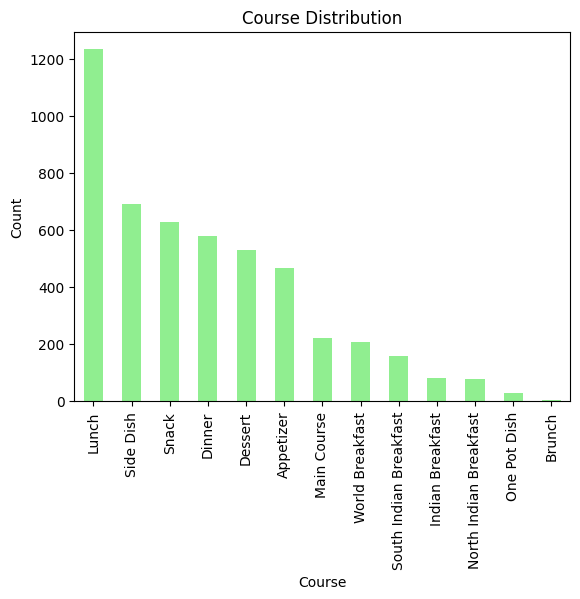 Course Distribution
Count
1200
1000
800
600
400
200
0
Lunch
Side Dish
Snack
Dinner
Dessert
Appetizer
Main Course
World Breakfast
South Indian Breakfast
Indian Breakfast
North Indian Breakfast
One Pot Dish
Brunch
Course